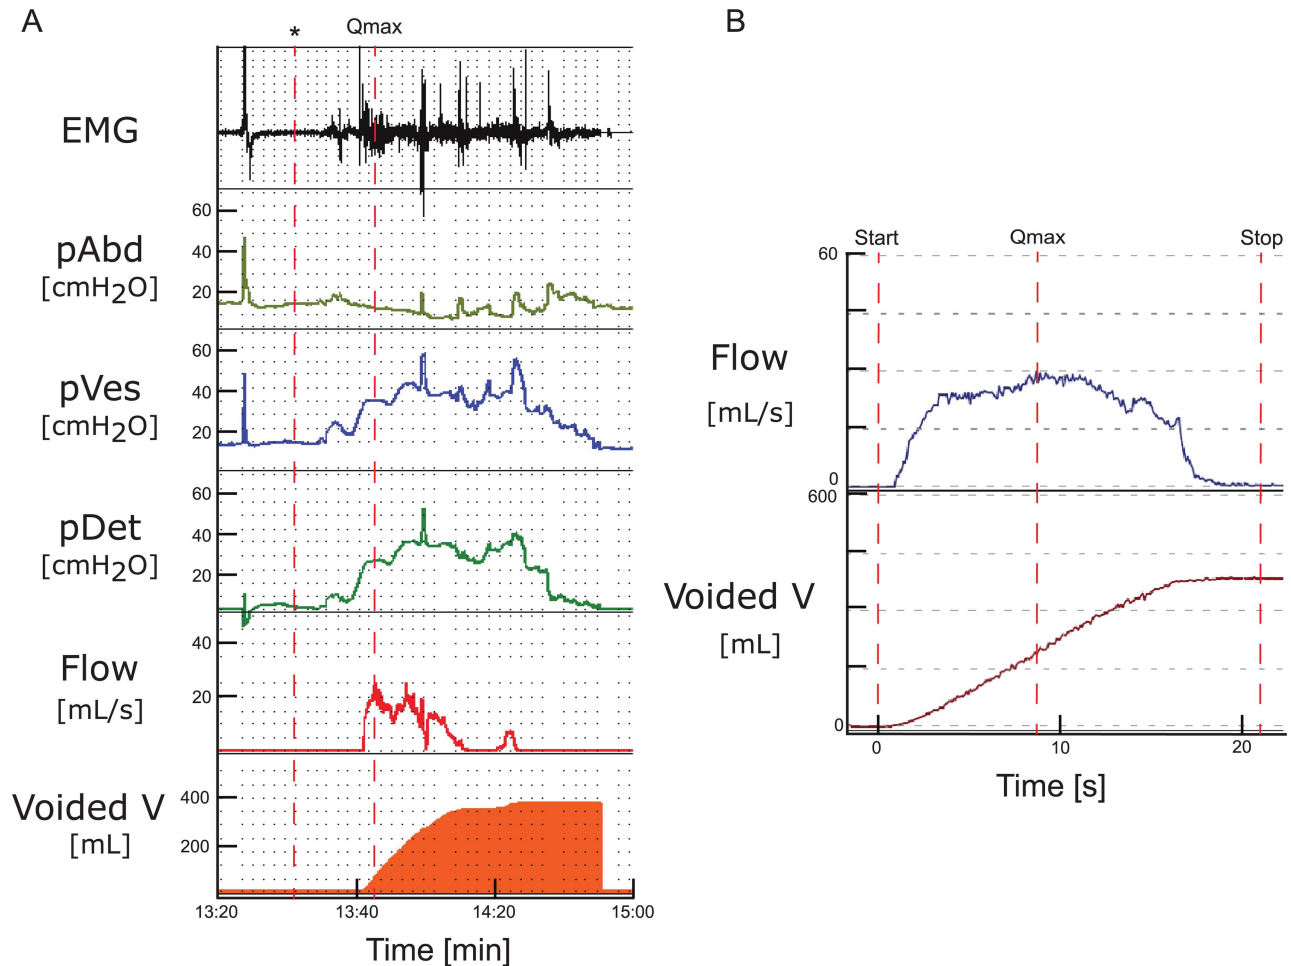 A
*
Qmax
EMG
pAbd
[cmH2O]
60
40
20
pVes
[cmH2O]
60
40
20
pDet
[cmH2O]
60
40
20
Flow
[mL/s]
40
20
Voided V
[mL]
400
200
13:20
13:40
14:20
15:00
Time [min]
B
Start
Qmax
Stop
Flow
[mL/s]
60
0
Voided V
[mL]
600
0
0
10
20
Time [s]